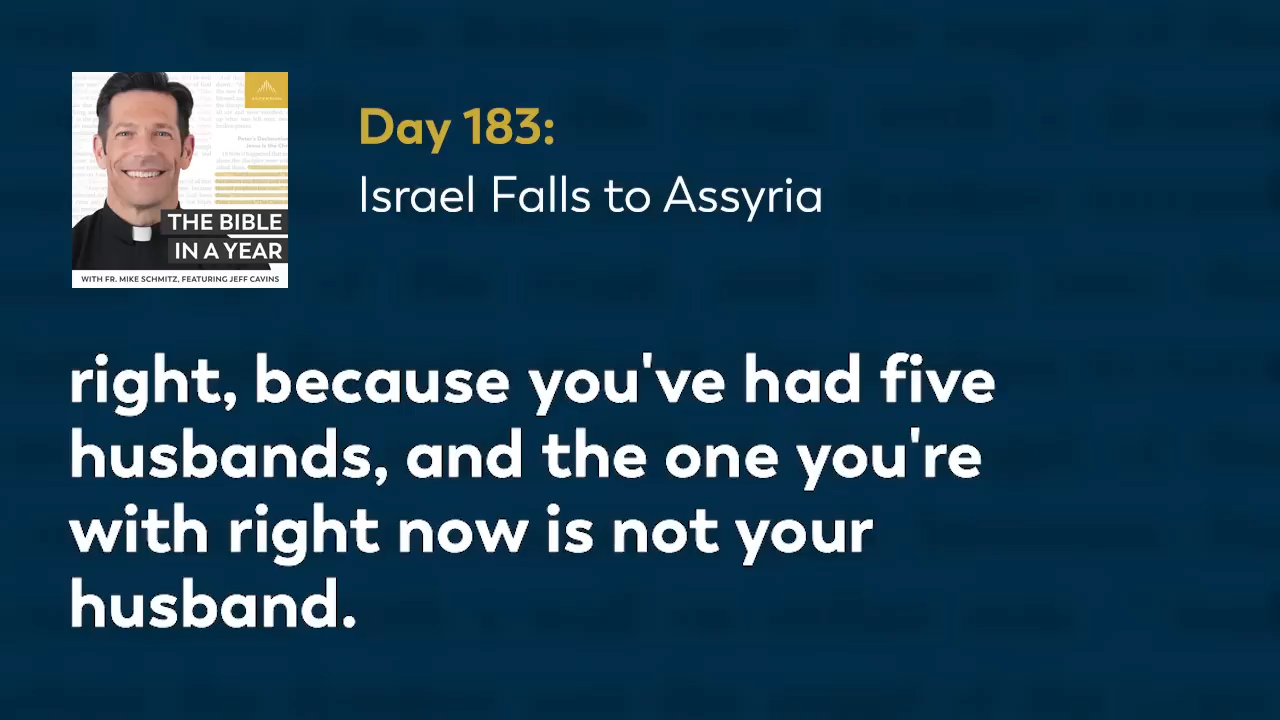 Day 183:
Israel Falls to Assyria
THE BIBLE
IN A YEAR
WITH FR. MIKE SCHMITZ, FEATURING JEFF CAVINS
right, because you've had five
husbands, and the one you're
with right now is not your
husband.